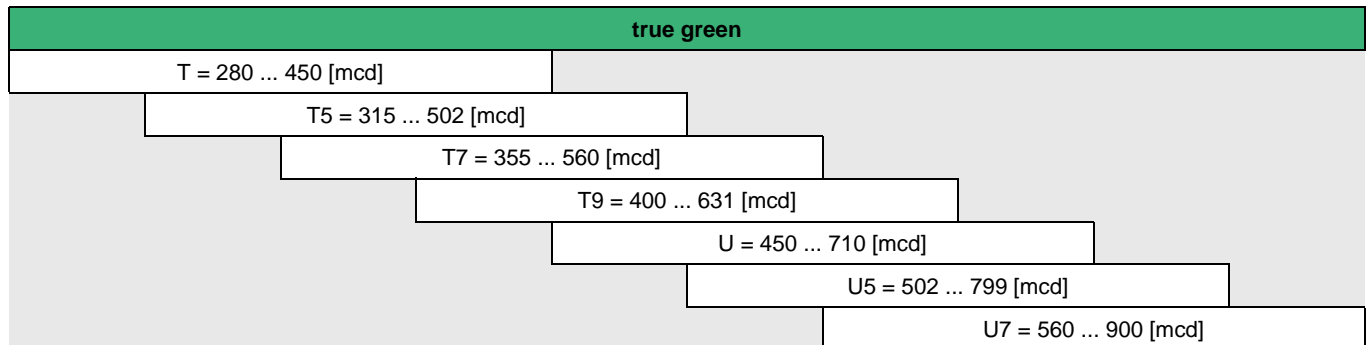 true green
T = 280 ... 450 [mcd]
T5 = 315 ... 502 [mcd]
T7 = 355 ... 560 [mcd]
T9 = 400 ... 631 [mcd]
U = 450 ... 710 [mcd]
U5 = 502 ... 799 [mcd]
U7 = 560 ... 900 [mcd]